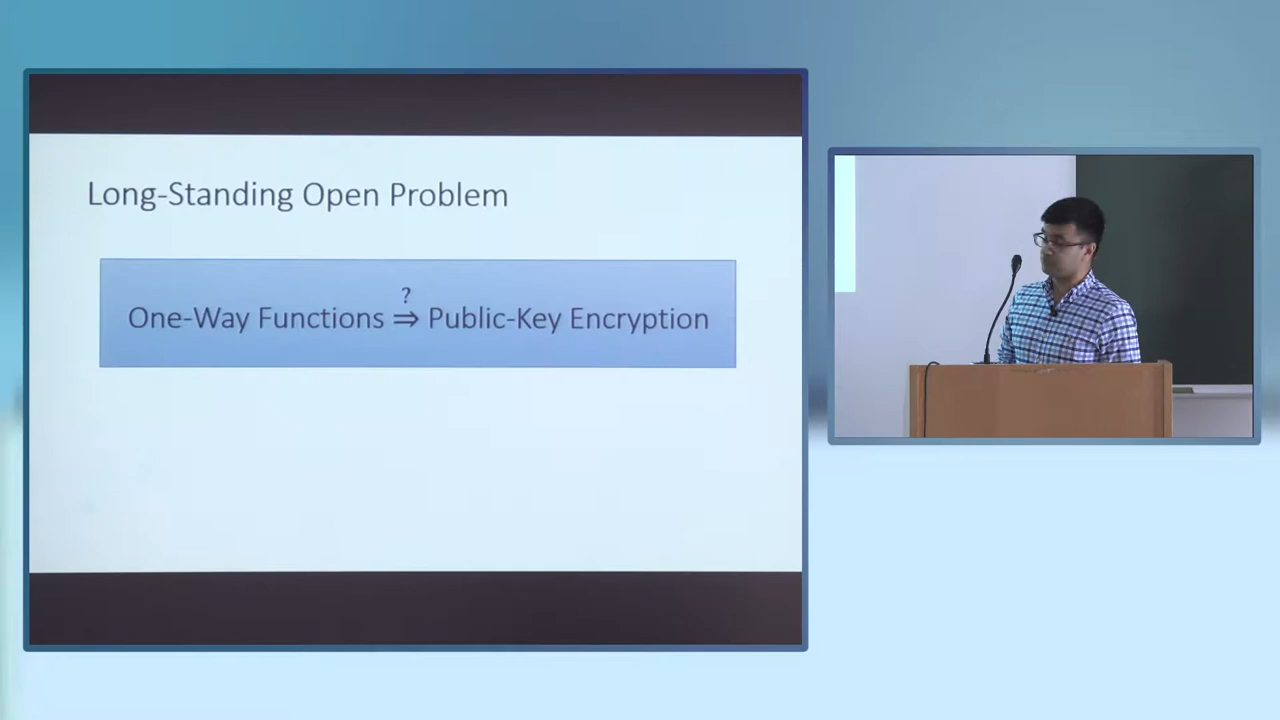 Long-Standing Open Problem
?
One-Way Functions ⇒ Public-Key Encryption